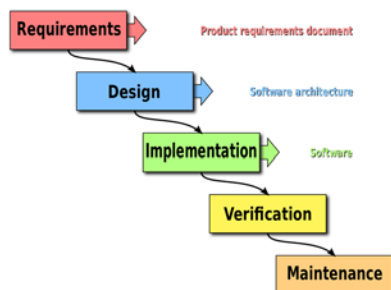 Requirements
Product requirements document
Design
Software architecture
Implementation
Software
Verification
Maintenance